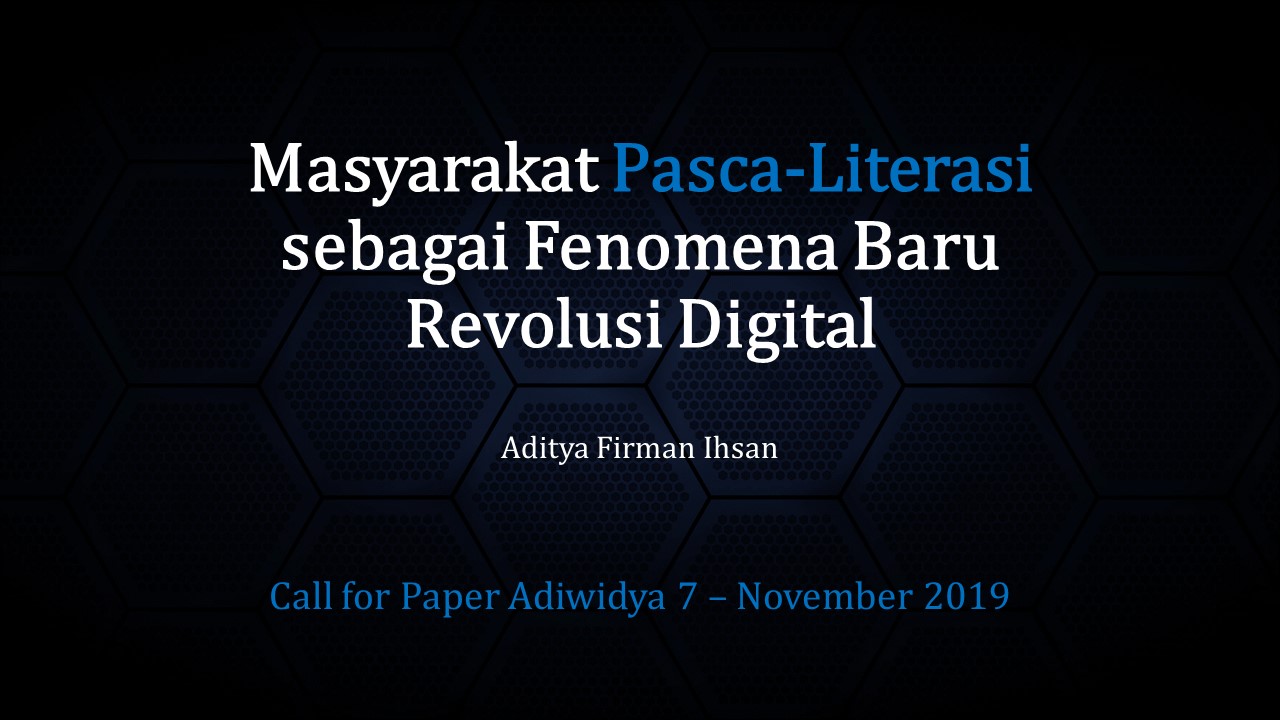 Masyarakat Pasca-Literasi
sebagai Fenomena Baru
Revolusi Digital
Aditya Firman Ihsan
Call for Paper Adiwidya 7 – November 2019